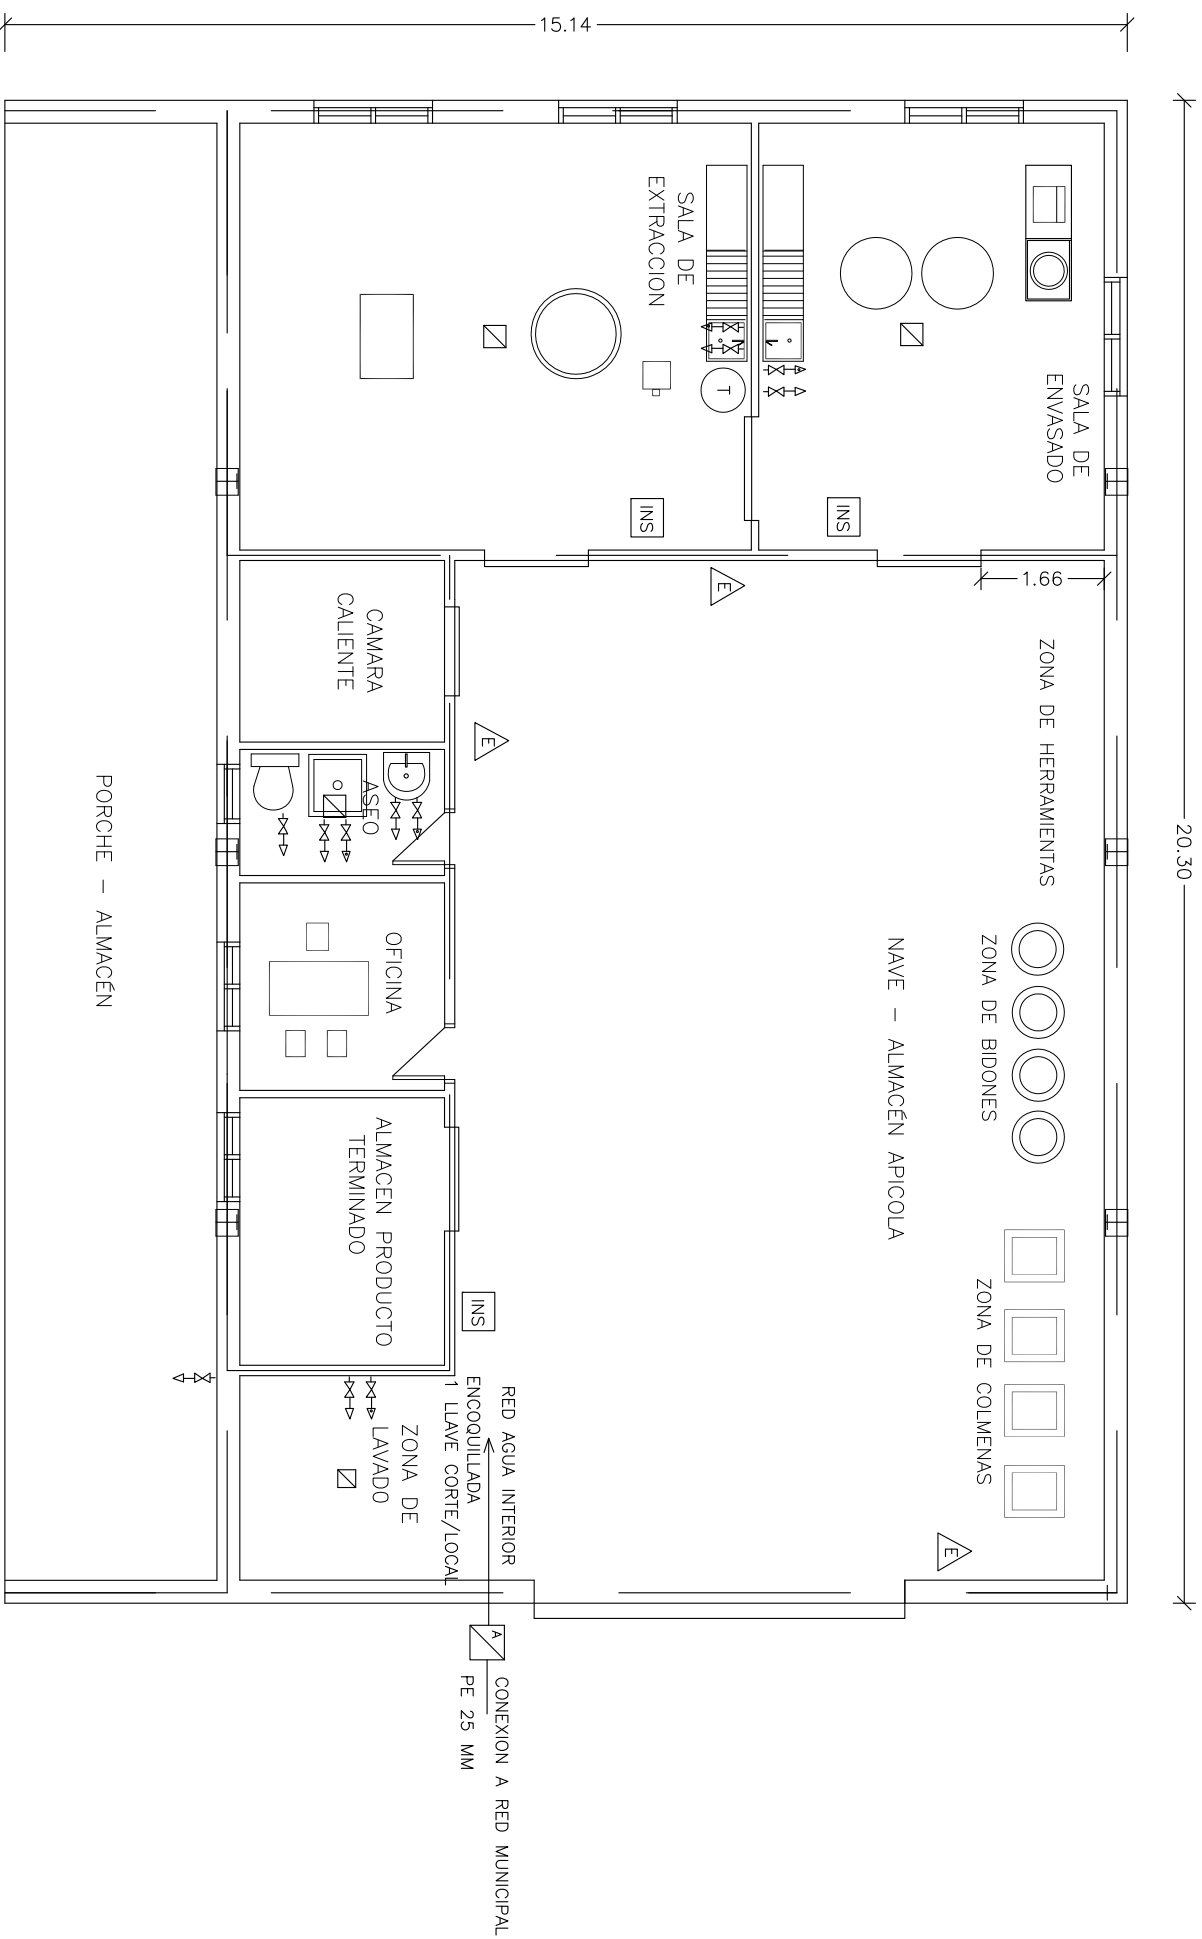 15.14
20.30
SALA DE
EXTRACCION
SALA DE
ENVASADO
T
INS
INS
E
1.66
CAMARA
CALIENTE
E
ZONA DE HERRAMIENTAS
ASEO
PORCHE – ALMACÉN
OFICINA
NAVE – ALMACÉN APICOLA
ZONA DE BIDONES
ALMACEN PRODUCTO
TERMINADO
INS
ZONA DE COLMENAS
E
ZONA DE
LAVADO
RED AGUA INTERIOR
ENCOQUILLADA
1 LLAVE CORTE/LOCAL
A
CONEXION A RED MUNICIPAL
PE 25 MM